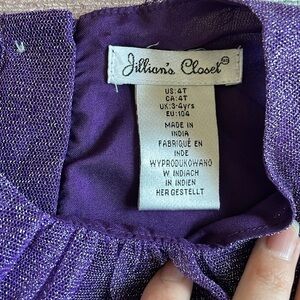 Jillian's Closet
US: 4T
CA: 4T
UK: 3-4yrs
EU: 104
MADE IN
INDIA
FABRIQUÉ EN
INDE
WYPRODUKOWANO
W INDIACH
IN INDIEN
HERGESTELLT